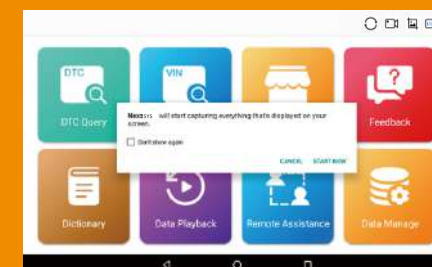 DTC
VIN
DTC Query
Feedback
will start capturing everything that's displayed on your
screen.
Don't show again
CANCEL START NOW
Dictionary
Data Playback
Remote Assistance
Data Manage